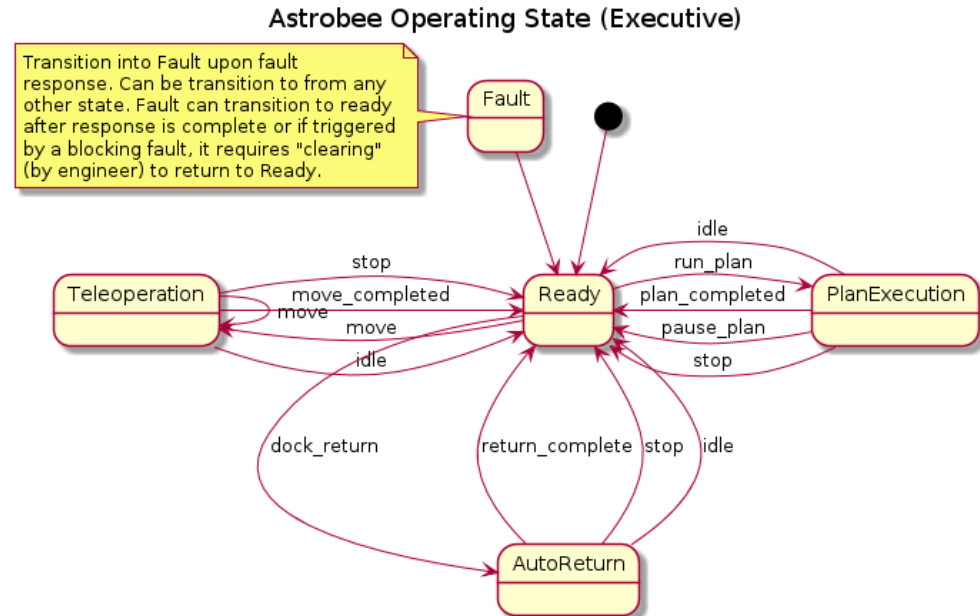 Astrobee Operating State (Executive)
Transition into Fault upon fault
response. Can be transition to from any
other state. Fault can transition to ready
after response is complete or if triggered
by a blocking fault, it requires "clearing"
(by engineer) to return to Ready.
Fault
idle
stop
run_plan
Teleoperation
move_completed
Ready
plan_completed
PlanExecution
move
move
pause_plan
idle
stop
dock_return
return_complete
stop
idle
AutoReturn